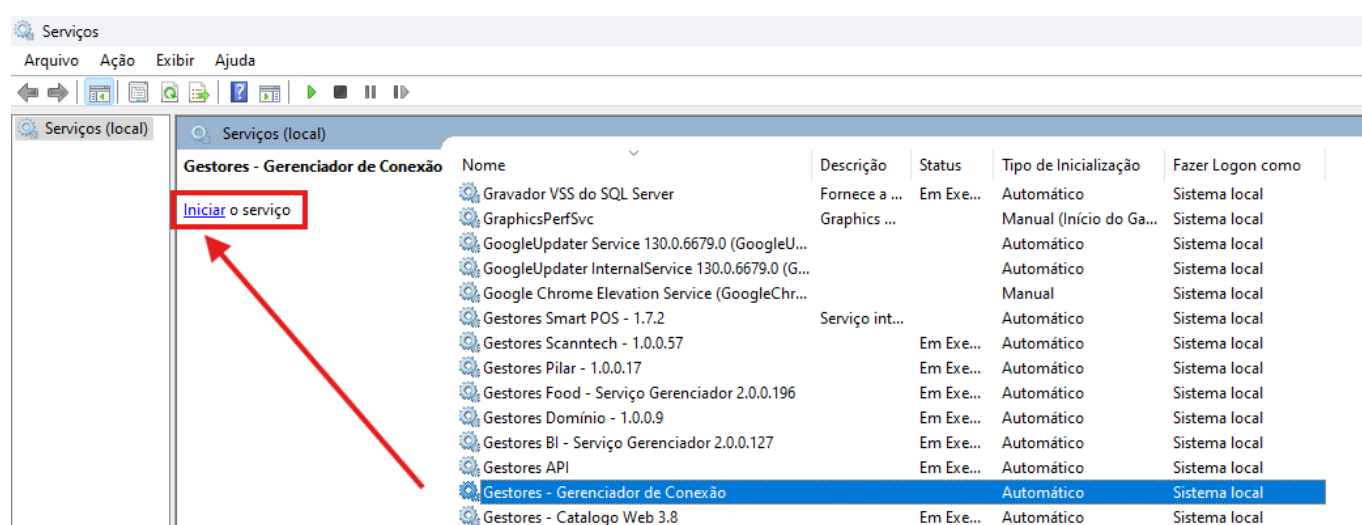 Serviços
Arquivo Ação Exibir Ajuda
Serviços (local)
Serviços (local)
Gestores - Gerenciador de Conexão
Iniciar o serviço
Nome Descrição Status Tipo de Inicialização Fazer Logon como
Gravador VSS do SQL Server Fornece a ... Em Exe... Automático Sistema local
GraphicsPerfSvc Graphics ... Manual (Início do Ga... Sistema local
GoogleUpdater Service 130.0.6679.0 (GoogleU... Automático Sistema local
GoogleUpdater InternalService 130.0.6679.0 (G... Automático Sistema local
Google Chrome Elevation Service (GoogleChr... Manual Sistema local
Gestores Smart POS - 1.7.2 Serviço int... Automático Sistema local
Gestores Scanntech - 1.0.0.57 Em Exe... Automático Sistema local
Gestores Pilar - 1.0.0.17 Em Exe... Automático Sistema local
Gestores Food - Serviço Gerenciador 2.0.0.196 Em Exe... Automático Sistema local
Gestores Domínio - 1.0.0.9 Em Exe... Automático Sistema local
Gestores BI - Serviço Gerenciador 2.0.0.127 Em Exe... Automático Sistema local
Gestores API Em Exe... Automático Sistema local
Gestores - Gerenciador de Conexão Automático Sistema local
Gestores - Catalogo Web 3.8 Em Exe... Automático Sistema local